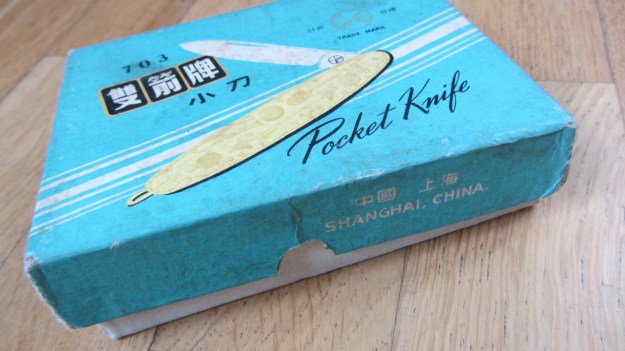 703
雙箭牌
小刀
TRADE MARK
Pocket Knife
中國 上海
SHANGHAI, CHINA.